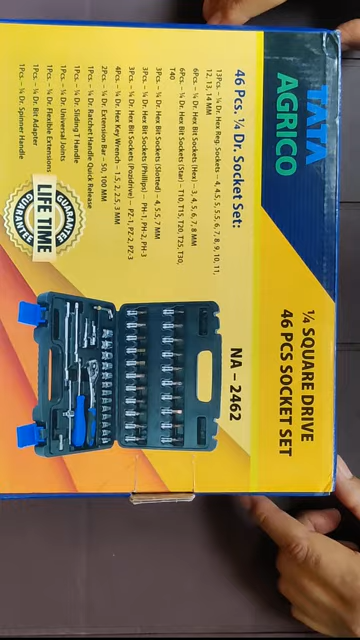 TATA
AGRICO
¼ SQUARE DRIVE
46 PCS SOCKET SET
46 Pcs. ¼ Dr. Socket Set:
13Pcs – ¼ Dr. Hex Reg. Sockets – 4, 4.5, 5, 5.5, 6, 7, 8, 9, 10, 11,
12, 13, 14 MM
6Pcs – ¼ Dr. Hex Bit Sockets (Hex) – 3, 4, 5, 6, 7, 8 MM
6Pcs – ¼ Dr. Hex Bit Sockets (Star) – T10, T15, T20, T25, T30,
T40
3Pcs – ¼ Dr. Hex Bit Sockets (Slotted) – 4, 5.5, 7 MM
3Pcs – ¼ Dr. Hex Bit Sockets (Phillips) – PH-1, PH-2, PH-3
3Pcs – ¼ Dr. Hex Bit Sockets (Pozidrive) – PZ-1, PZ-2, PZ-3
4Pcs – ¼ Dr. Hex Key Wrench – 1.5, 2, 2.5, 3 MM
2Pcs – ¼ Dr. Extension Bar – 50, 100 MM
1Pcs – ¼ Dr. Ratchet Handle Quick Release
1Pcs – ¼ Dr. Sliding T Handle
1Pcs – ¼ Dr. Universal Joints
1Pcs – ¼ Dr. Flexible Extensions
1Pc – ¼ Dr. Bit Adapter
1Pc – ¼ Dr. Spinner Handle
NA – 2462
GUARANTEE
LIFE TIME
GUARANTEE